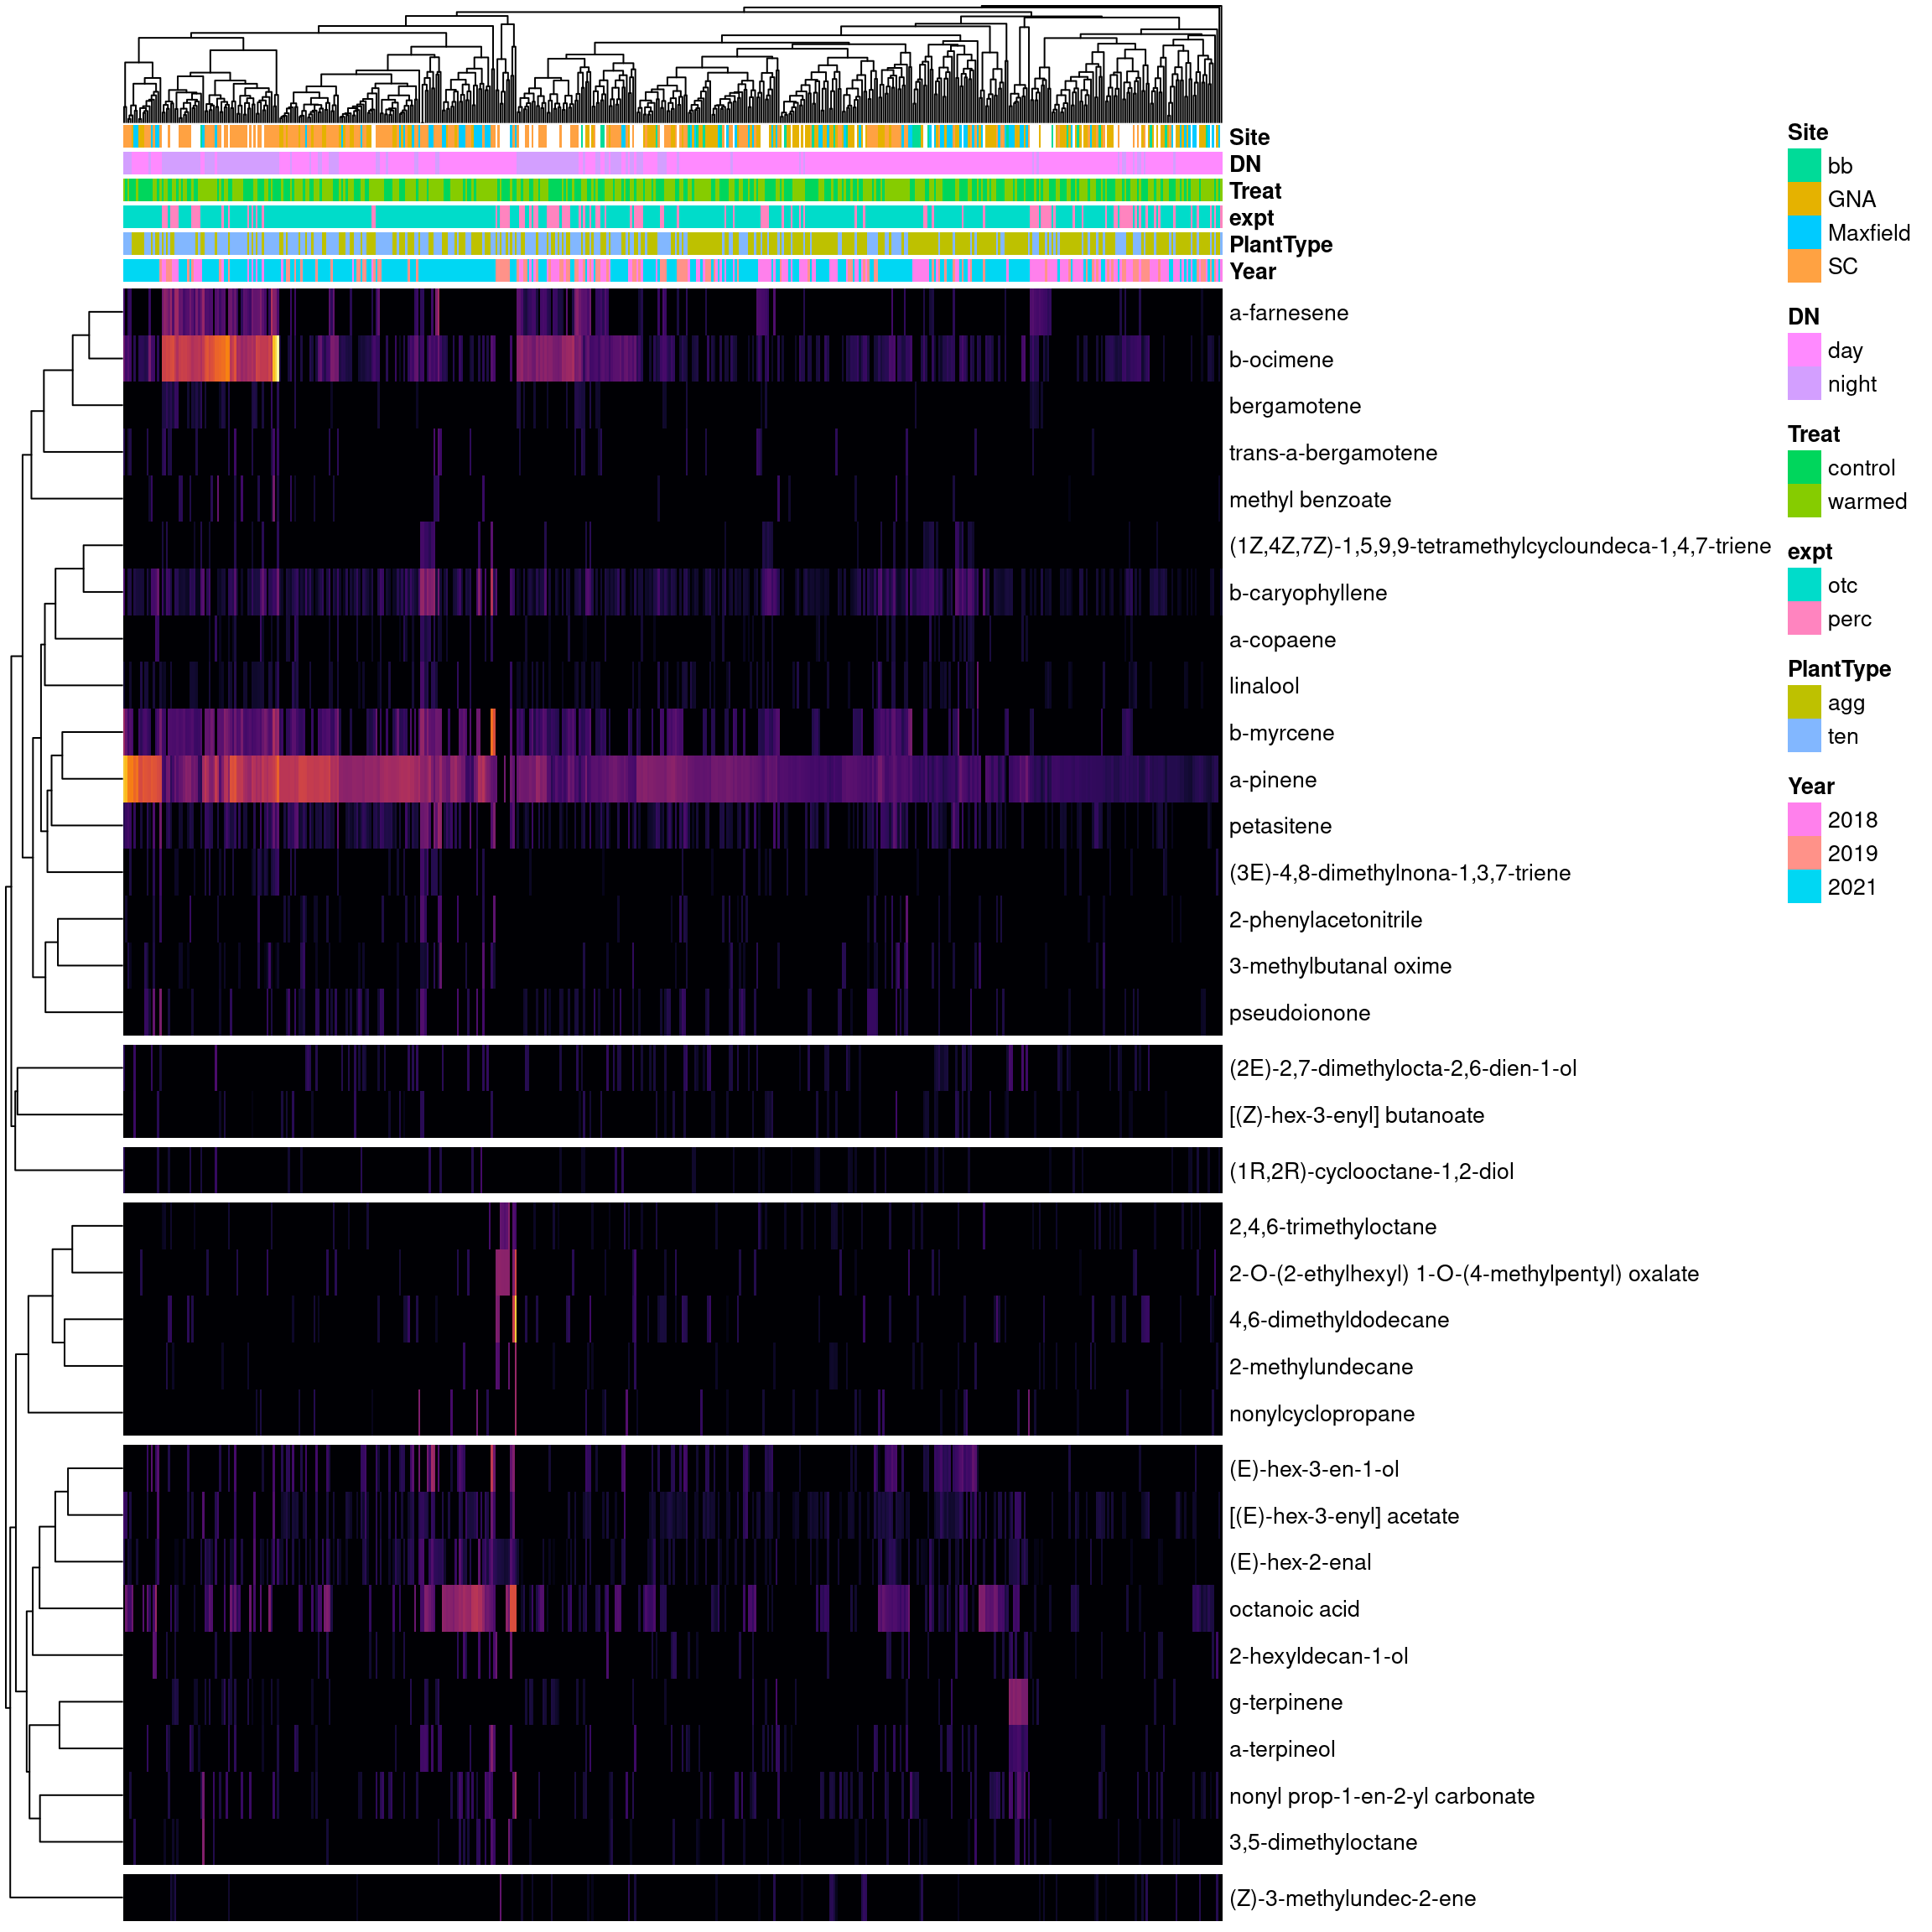 Site
DN
Treat
expt
PlantType
Year
a-farnesene
b-ocimene
bergamotene
trans-a-bergamotene
methyl benzoate
(1Z,4Z,7Z)-1,5,9,9-tetramethylcycloundeca-1,4,7-triene
b-caryophyllene
a-copaene
linalool
b-myrcene
a-pinene
petasitene
(3E)-4,8-dimethylnona-1,3,7-triene
2-phenylacetonitrile
3-methylbutanal oxime
pseudoionone
(2E)-2,7-dimethylocta-2,6-dien-1-ol
[(Z)-hex-3-enyl] butanoate
(1R,2R)-cyclooctane-1,2-diol
2,4,6-trimethyloctane
2-O-(2-ethylhexyl) 1-O-(4-methylpentyl) oxalate
4,6-dimethyldodecane
2-methylundecane
nonylcyclopropane
(E)-hex-3-en-1-ol
[(E)-hex-3-enyl] acetate
(E)-hex-2-enal
octanoic acid
2-hexyldecan-1-ol
g-terpinene
a-terpineol
nonyl prop-1-en-2-yl carbonate
3,5-dimethyloctane
(Z)-3-methylundec-2-ene
Site
bb
GNA
Maxfield
SC
DN
day
night
Treat
control
warmed
expt
otc
perc
PlantType
agg
ten
Year
2018
2019
2021